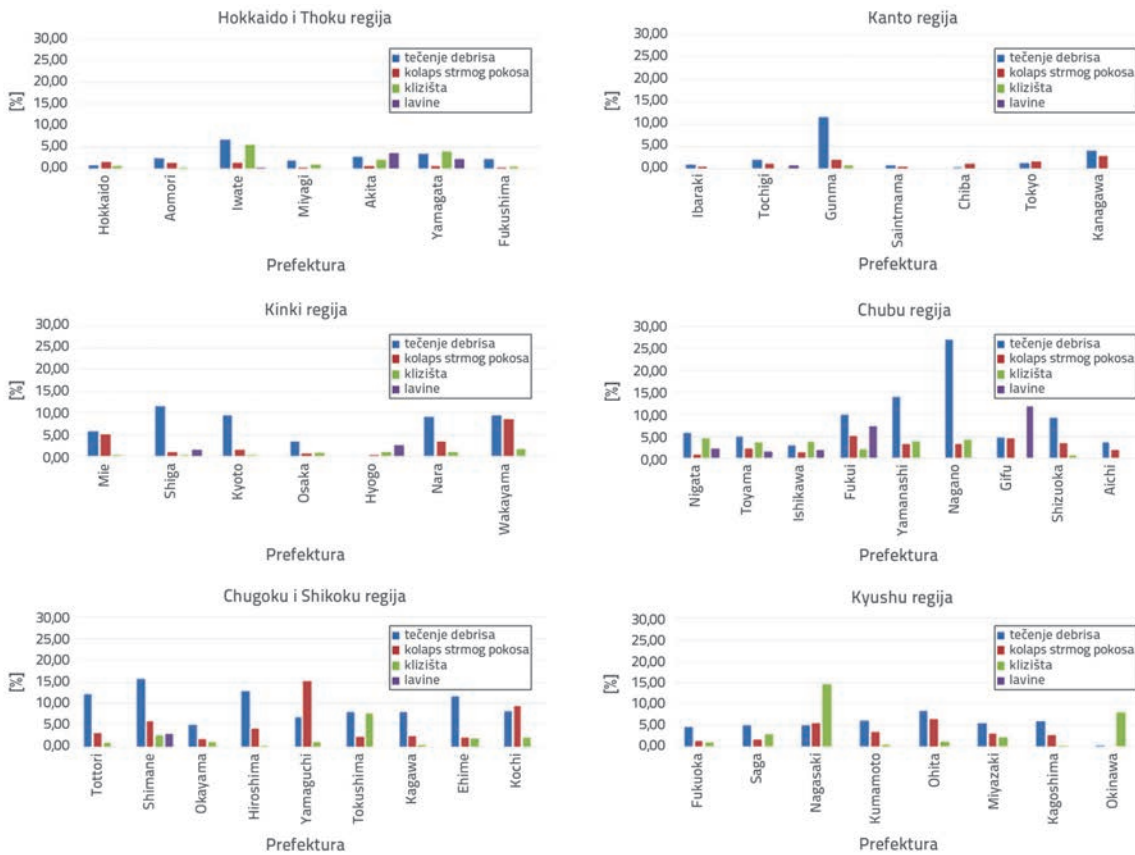 Hokkaido i Thoku regija
30,00
25,00
20,00
15,00
10,00
5,00
0,00
[%]
tečenje debrisa
kolaps strmog pokosa
klizišta
lavine
Hokkaido
Aomori
Iwate
Miyagi
Akita
Yamagata
Fukushima
Prefektura
Kanto regija
30,00
25,00
20,00
15,00
10,00
5,00
0,00
[%]
tečenje debrisa
kolaps strmog pokosa
klizišta
lavine
Ibaraki
Tochigi
Gunma
Saintmama
Chiba
Tokyo
Kanagawa
Prefektura
Kinki regija
30,00
25,00
20,00
15,00
10,00
5,00
0,00
[%]
tečenje debrisa
kolaps strmog pokosa
klizišta
lavine
Mie
Shiga
Kyoto
Osaka
Hyogo
Nara
Wakayama
Prefektura
Chubu regija
30,00
25,00
20,00
15,00
10,00
5,00
0,00
[%]
tečenje debrisa
kolaps strmog pokosa
klizišta
lavine
Nigata
Toyama
Ishikawa
Fukui
Yamanashi
Nagano
Gifu
Shizuoka
Aichi
Prefektura
Chugoku i Shikoku regija
30,00
25,00
20,00
15,00
10,00
5,00
0,00
[%]
tečenje debrisa
kolaps strmog pokosa
klizišta
lavine
Tottori
Shimane
Okayama
Hiroshima
Yamaguchi
Tokushima
Kagawa
Ehime
Kochi
Prefektura
Kyushu regija
30,00
25,00
20,00
15,00
10,00
5,00
0,00
[%]
tečenje debrisa
kolaps strmog pokosa
klizišta
lavine
Fukuoka
Saga
Nagasaki
Kumamoto
Ohita
Miyazaki
Kagoshima
Okinawa
Prefektura